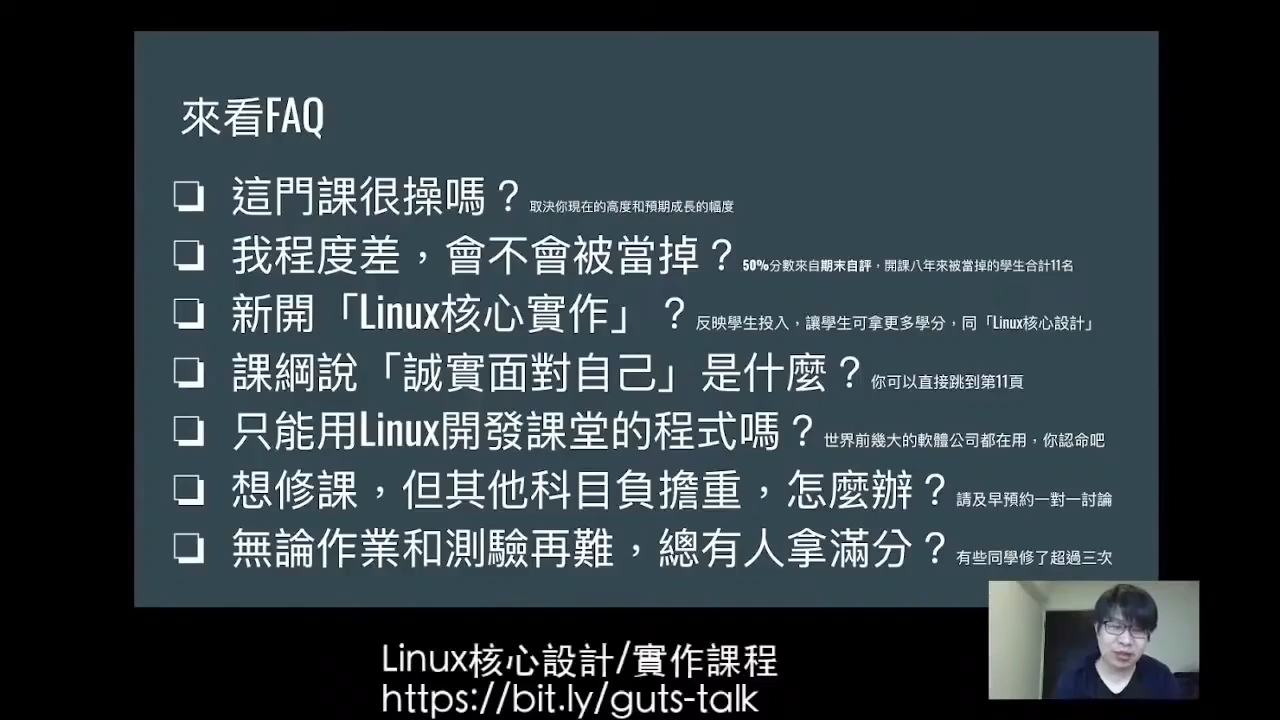 來看FAQ
❏ 這門課很操嗎？取決你現在的高度和預期成長的幅度
❏ 我程度差，會不會被當掉？50%分數來自期末自評，開課八年來被當掉的學生合計11名
❏ 新開「Linux核心實作」？反映學生投入，讓學生可拿更多學分，同「Linux核心設計」
❏ 課綱說「誠實面對自己」是什麼？你可以直接跳到第11頁
❏ 只能用Linux開發課堂的程式嗎？世界前幾大的軟體公司都在用，你認命吧
❏ 想修課，但其他科目負擔重，怎麼辦？請及早預約一對一討論
❏ 無論作業和測驗再難，總有人拿滿分？有些同學修了超過三次
Linux核心設計/實作課程
https://bit.ly/guts-talk